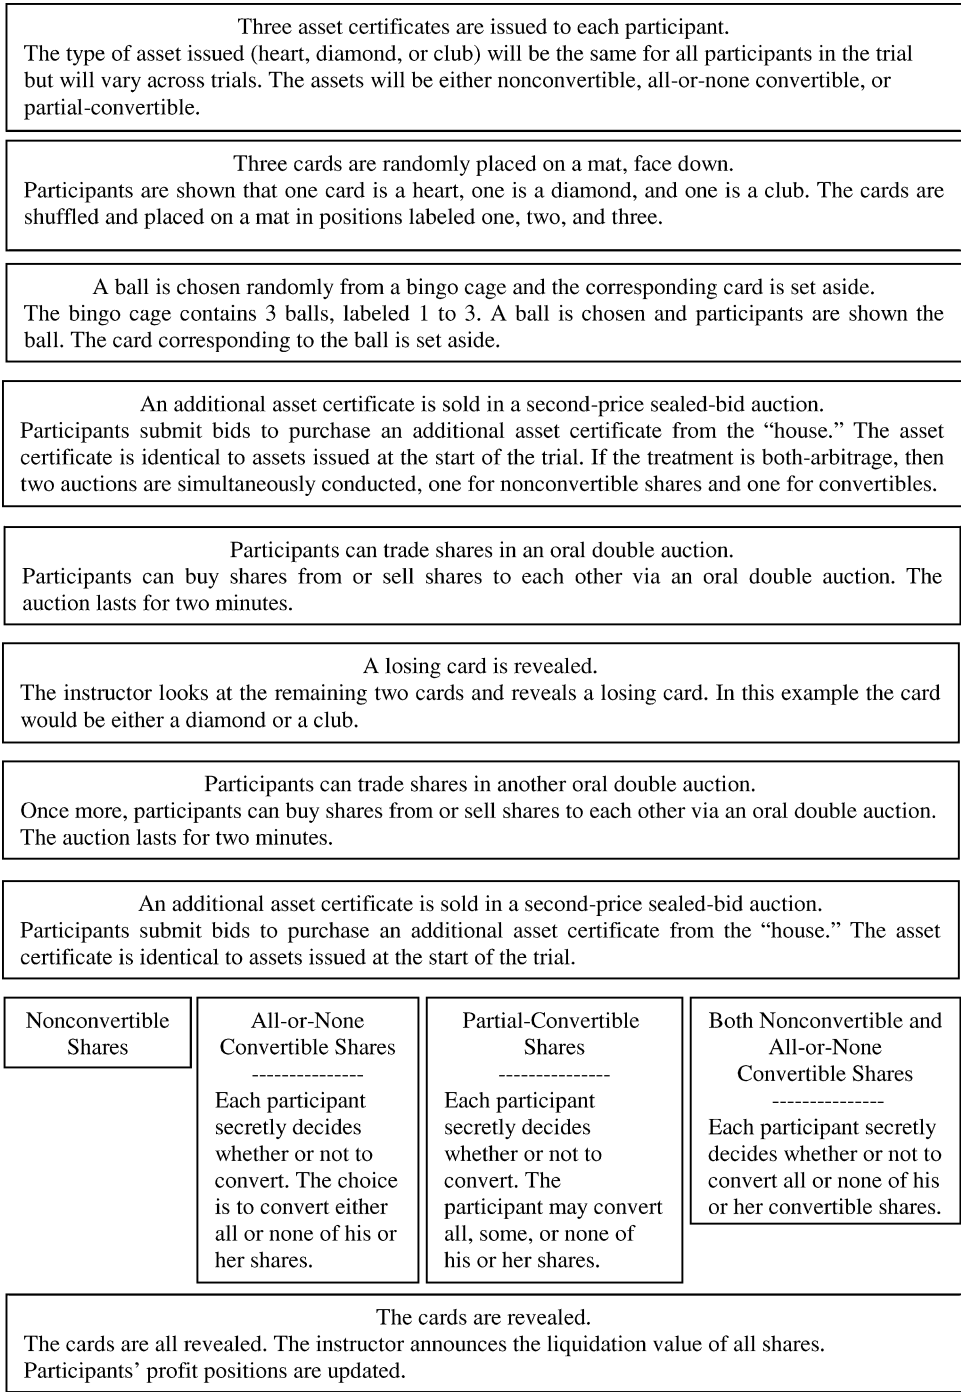 Three asset certificates are issued to each participant.
The type of asset issued (heart, diamond, or club) will be the same for all participants in the trial
but will vary across trials. The assets will be either nonconvertible, all-or-none convertible, or
partial-convertible.
Three cards are randomly placed on a mat, face down.
Participants are shown that one card is a heart, one is a diamond, and one is a club. The cards are
shuffled and placed on a mat in positions labeled one, two, and three.
A ball is chosen randomly from a bingo cage and the corresponding card is set aside.
The bingo cage contains 3 balls, labeled 1 to 3. A ball is chosen and participants are shown the
ball. The card corresponding to the ball is set aside.
An additional asset certificate is sold in a second-price sealed-bid auction.
Participants submit bids to purchase an additional asset certificate from the “house.” The asset
certificate is identical to assets issued at the start of the trial. If the treatment is both-arbitrage, then
two auctions are simultaneously conducted, one for nonconvertible shares and one for convertibles.
Participants can trade shares in an oral double auction.
Participants can buy shares from or sell shares to each other via an oral double auction. The
auction lasts for two minutes.
A losing card is revealed.
The instructor looks at the remaining two cards and reveals a losing card. In this example the card
would be either a diamond or a club.
Participants can trade shares in another oral double auction.
Once more, participants can buy shares from or sell shares to each other via an oral double auction.
The auction lasts for two minutes.
An additional asset certificate is sold in a second-price sealed-bid auction.
Participants submit bids to purchase an additional asset certificate from the “house.” The asset
certificate is identical to assets issued at the start of the trial.
Nonconvertible
Shares
All-or-None
Convertible Shares
---------------
Each participant
secretly decides
whether or not to
convert. The choice
is to convert either
all or none of his or
her shares.
Partial-Convertible
Shares
---------------
Each participant
secretly decides
whether or not to
convert. The
participant may convert
all, some, or none of
his or her shares.
Both Nonconvertible and
All-or-None
Convertible Shares
---------------
Each participant secretly
decides whether or not to
convert all or none of his
or her convertible shares.
The cards are revealed.
The cards are all revealed. The instructor announces the liquidation value of all shares.
Participants’ profit positions are updated.